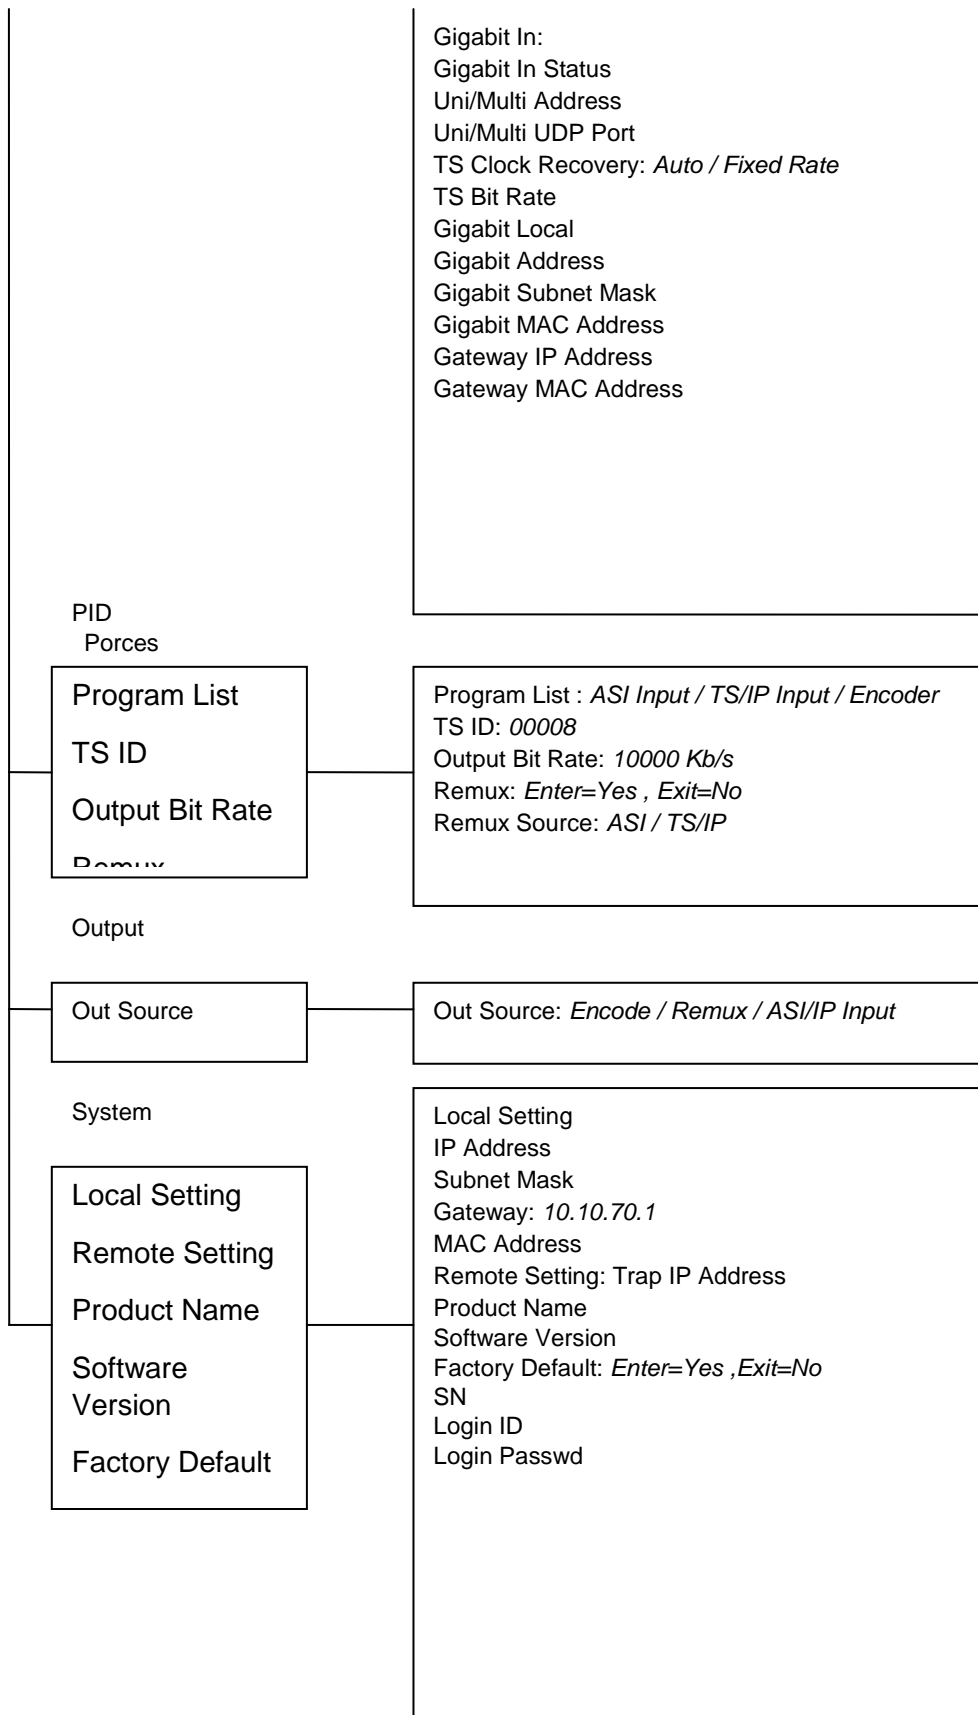 Gigabit In:
Gigabit In Status
Uni/Multi Address
Uni/Multi UDP Port
TS Clock Recovery: Auto / Fixed Rate
TS Bit Rate
Gigabit Local
Gigabit Address
Gigabit Subnet Mask
Gigabit MAC Address
Gateway IP Address
Gateway MAC Address
PID
Porces
Program List
TS ID
Output Bit Rate
Remux
Program List : ASI Input / TS/IP Input / Encoder
TS ID: 00008
Output Bit Rate: 10000 Kb/s
Remux: Enter=Yes , Exit=No
Remux Source: ASI / TS/IP
Output
Out Source
Out Source: Encode / Remux / ASI/IP Input
System
Local Setting
Remote Setting
Product Name
Software
Version
Factory Default
Local Setting
IP Address
Subnet Mask
Gateway: 10.10.70.1
MAC Address
Remote Setting: Trap IP Address
Product Name
Software Version
Factory Default: Enter=Yes ,Exit=No
SN
Login ID
Login Passwd